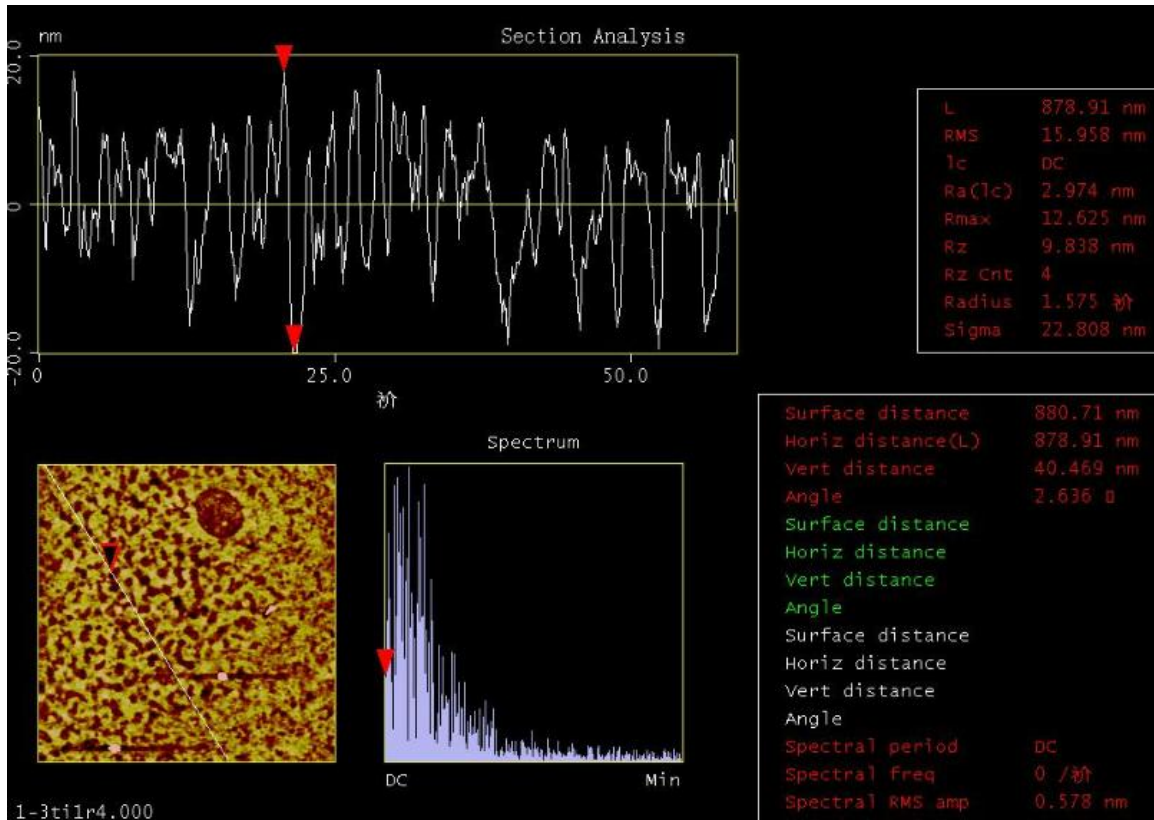 nm
Section Analysis
20.0
0
-20.0
0
25.0
50.0
祄
L 878.91 nm
RMS 15.958 nm
lc DC
Ra(lc) 2.974 nm
Rmax 12.625 nm
Rz 9.838 nm
Rz Cnt 4
Radius 1.575 祄
Sigma 22.808 nm
Spectrum
DC
Min
Surface distance 880.71 nm
Horiz distance(L) 878.91 nm
Vert distance 40.469 nm
Angle 2.636
Surface distance
Horiz distance
Vert distance
Angle
Surface distance
Horiz distance
Vert distance
Angle
Spectral period DC
Spectral freq 0 /祄
Spectral RMS amp 0.578 nm
1-3ti1r4.000